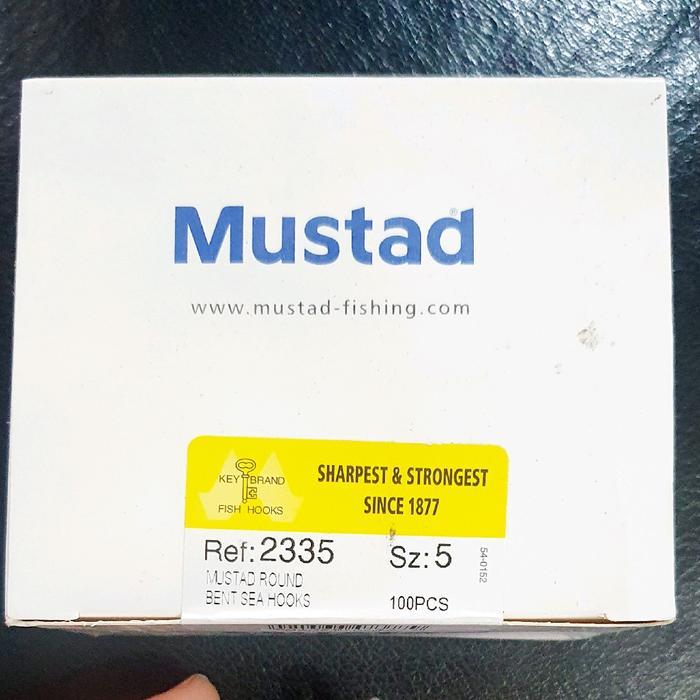 Mustad®
www.mustad-fishing.com
KEY BRAND
FISH HOOKS
SHARPEST & STRONGEST
SINCE 1877
Ref: 2335
MUSTAD ROUND
BENT SEA HOOKS
Sz: 5
100PCS
54-0152